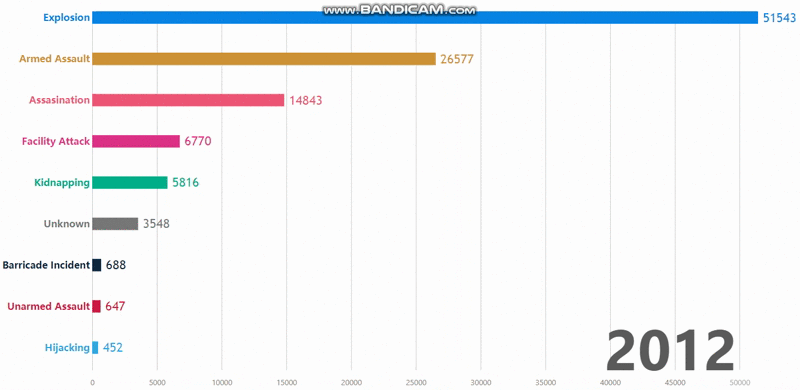 WWW.BANDICAM.COM
Explosion 51543
Armed Assault 26577
Assasination 14843
Facility Attack 6770
Kidnapping 5816
Unknown 3548
Barricade Incident 688
Unarmed Assault 647
Hijacking 452
2012
0 5000 10000 15000 20000 25000 30000 35000 40000 45000 50000